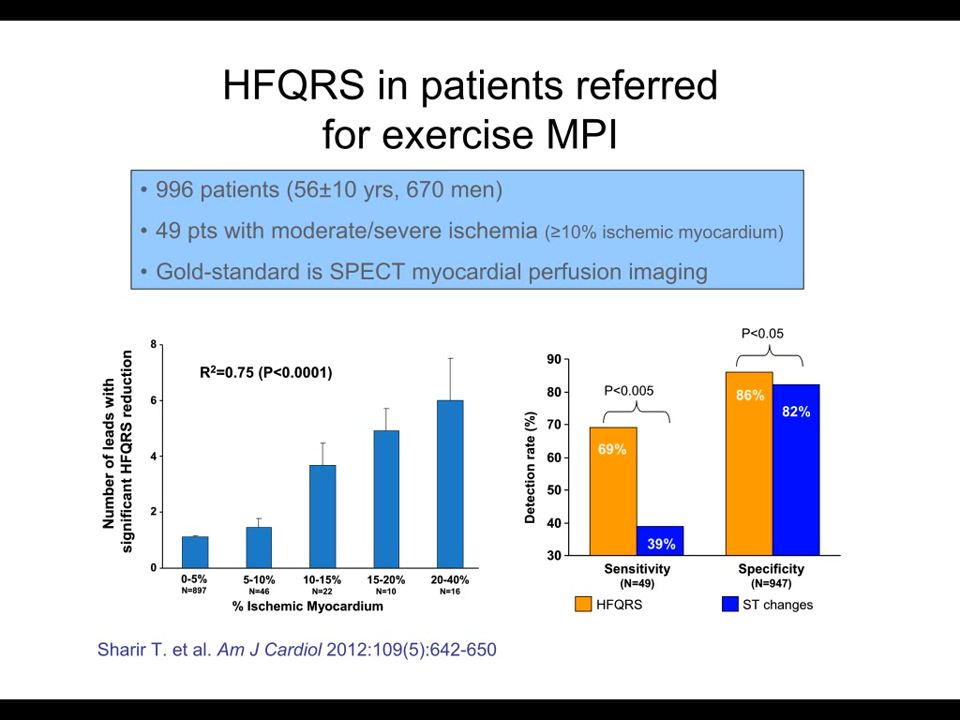 HFQRS in patients referred
for exercise MPI
• 996 patients (56±10 yrs, 670 men)
• 49 pts with moderate/severe ischemia (≥10% ischemic myocardium)
• Gold-standard is SPECT myocardial perfusion imaging
Number of leads with
significant HFQRS reduction
8
6
4
2
0
R²=0.75 (P<0.0001)
0-5% 5-10% 10-15% 15-20% 20-40%
N=897 N=46 N=22 N=10 N=16
% Ischemic Myocardium
Detection rate (%)
90
80
70
60
50
40
30
P<0.005
P<0.05
69%
39%
86%
82%
Sensitivity Specificity
(N=49) (N=947)
HFQRS ST changes
Sharir T. et al. Am J Cardiol 2012:109(5):642-650